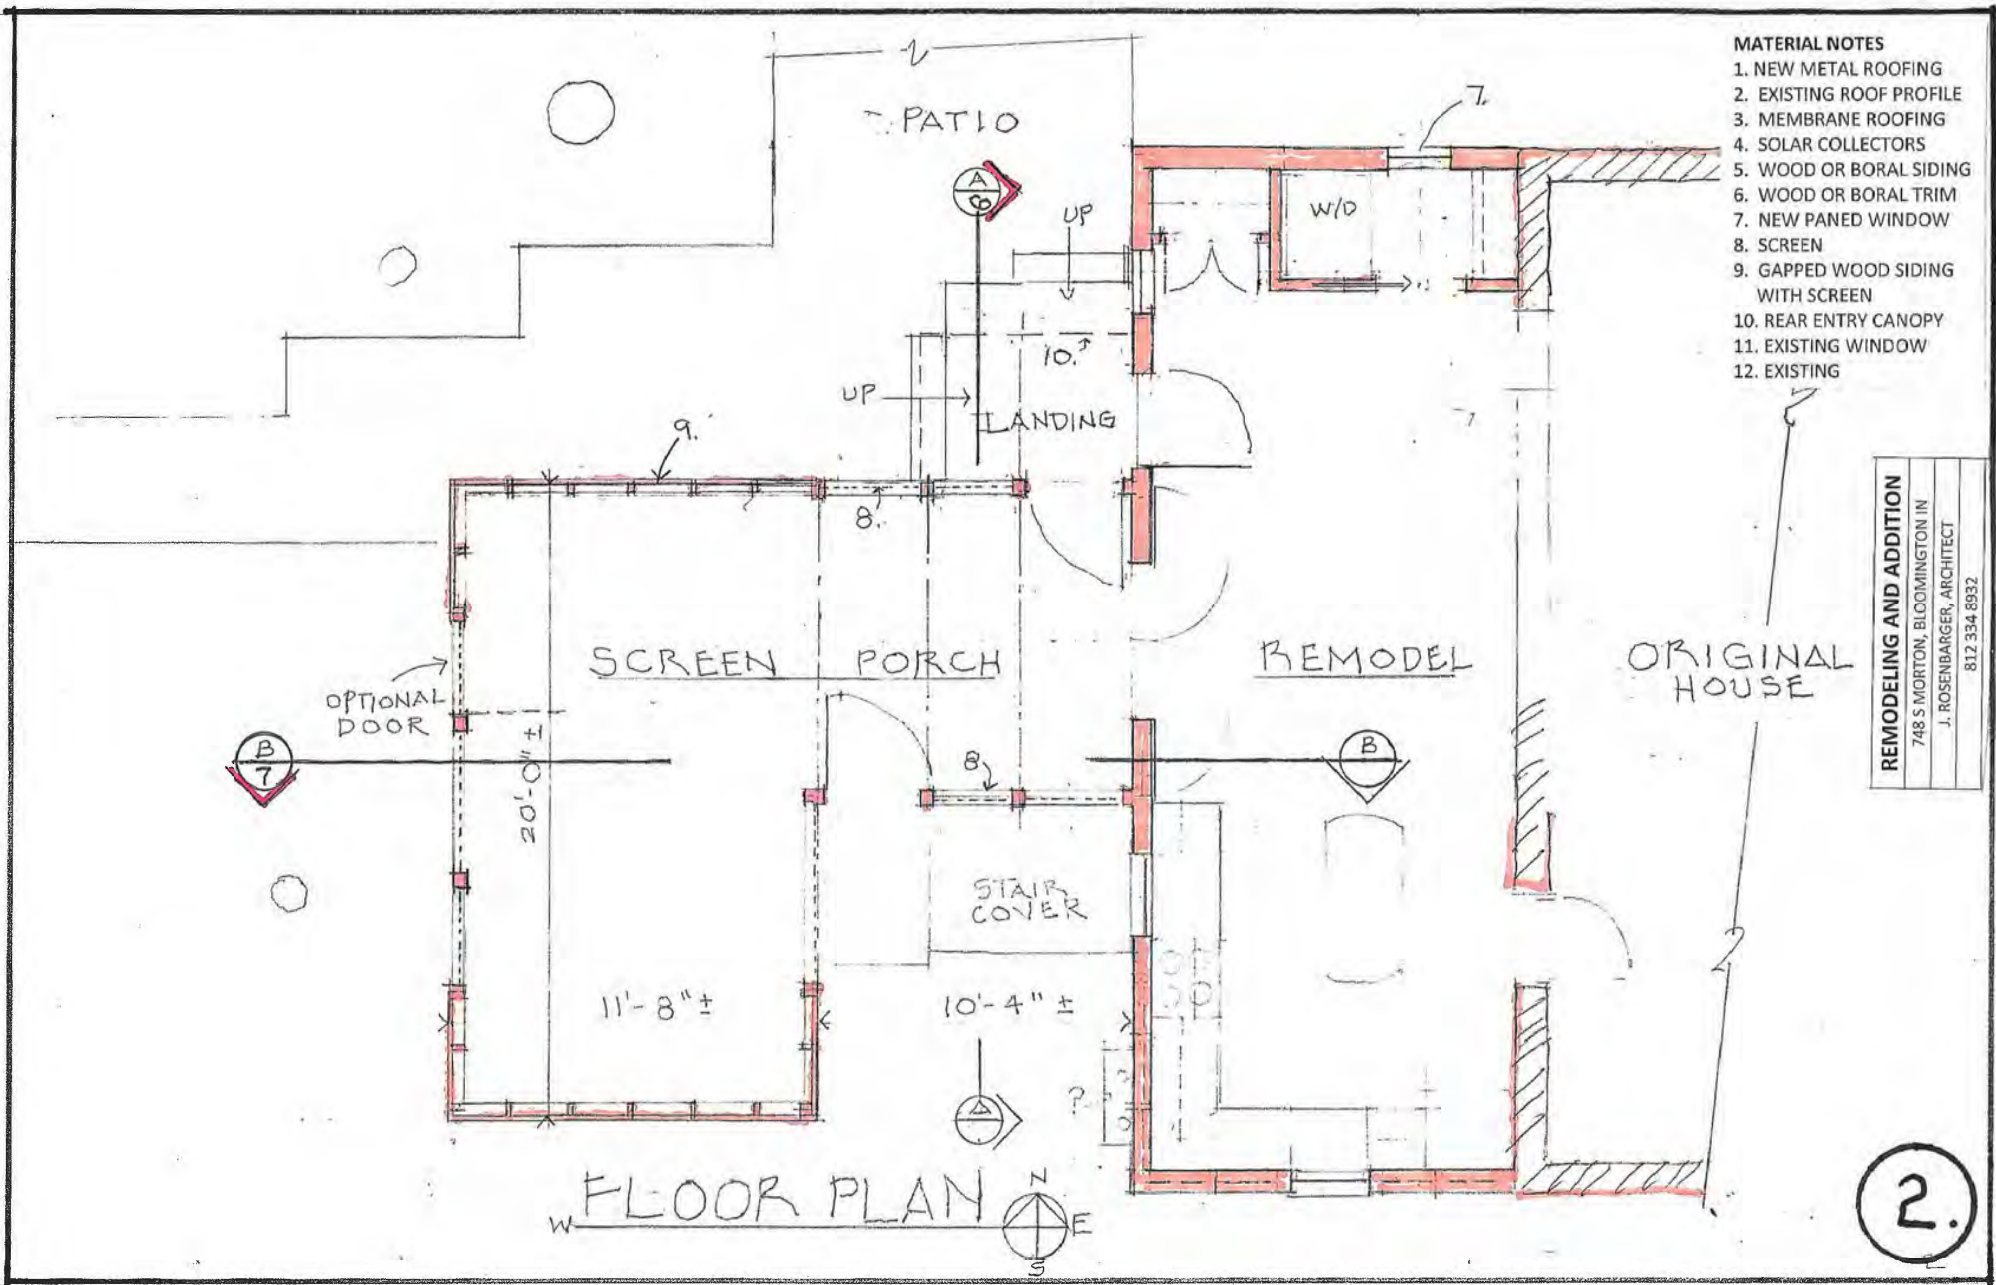 MATERIAL NOTES
1. NEW METAL ROOFING
2. EXISTING ROOF PROFILE
3. MEMBRANE ROOFING
4. SOLAR COLLECTORS
5. WOOD OR BORAL SIDING
6. WOOD OR BORAL TRIM
7. NEW PANED WINDOW
8. SCREEN
9. GAPPED WOOD SIDING
WITH SCREEN
10. REAR ENTRY CANOPY
11. EXISTING WINDOW
12. EXISTING
REMODELING AND ADDITION
748 S MORTON, BLOOMINGTON IN
J. ROSENBARGER, ARCHITECT
812 334 8932
PATIO
7.
A
UP
W/D
10.
UP
LANDING
9.
8.
SCREEN PORCH
REMODEL
ORIGINAL
HOUSE
OPTIONAL
DOOR
B
7
20'-0" ±
8
B
STAIR
COVER
11'-8" ±
10'-4" ±
?
A
FLOOR PLAN
N
W
E
S
2.